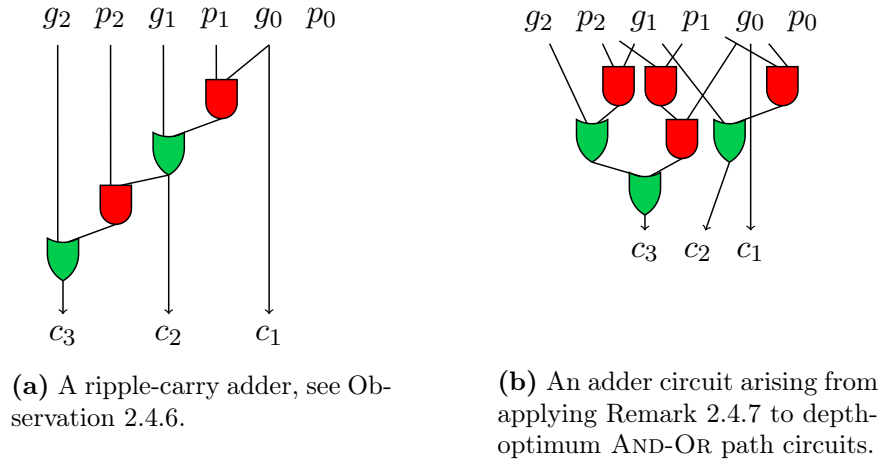 g2 p2 g1 p1 g0 p0
c3 c2 c1
(a) A ripple-carry adder, see Ob-
servation 2.4.6.
g2 p2 g1 p1 g0 p0
c3 c2 c1
(b) An adder circuit arising from
applying Remark 2.4.7 to depth-
optimum AND-OR path circuits.